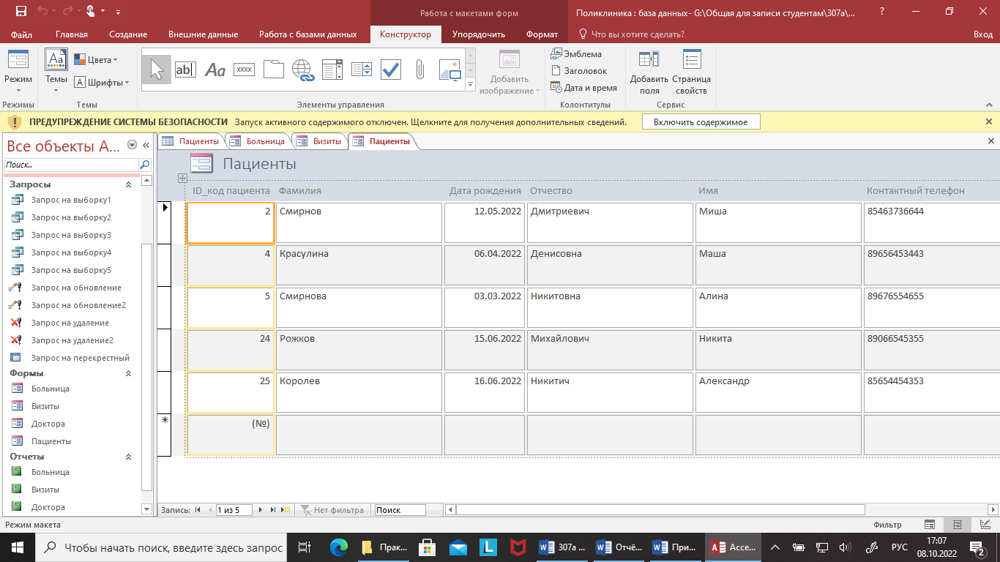 Работа с макетами форм
Поликлиника : база данных- G:\Общая для записи студентам\307а\...
?
Файл Главная Создание Внешние данные Работа с базами данных Конструктор Упорядочить Формат Что вы хотите сделать? Вход
Режим
Режимы
Aa
Темы
Цвета
A Шрифты
Темы
ab Aa xxxx
Элементы управления
Добавить изображение
Эмблема
Заголовок
Дата и время
Колонтитулы
Добавить поля
Страница свойств
Сервис
ПРЕДУПРЕЖДЕНИЕ СИСТЕМЫ БЕЗОПАСНОСТИ Запуск активного содержимого отключен. Щелкните для получения дополнительных сведений. Включить содержимое
Все объекты A...
Поиск...
Запросы
Запрос на выборку1
Запрос на выборку2
Запрос на выборку3
Запрос на выборку4
Запрос на выборку5
Запрос на обновление
Запрос на обновление2
Запрос на удаление
Запрос на удаление2
Запрос на перекрестный
Формы
Больница
Визиты
Доктора
Пациенты
Отчеты
Больница
Визиты
Доктора
Пациенты Больница Визиты Пациенты
Пациенты
ID_код пациента Фамилия Дата рождения Отчество Имя Контактный телефон
2 Смирнов 12.05.2022 Дмитриевич Миша 85463736644
4 Красулина 06.04.2022 Денисовна Маша 89656453443
5 Смирнова 03.03.2022 Никитовна Алина 89676554655
24 Рожков 15.06.2022 Михайлович Никита 89066545355
25 Королев 16.06.2022 Никитич Александр 85654454353
(№)
Запись: 1 из 5 Нет фильтра Поиск
Режим макета Фильтр
Чтобы начать поиск, введите здесь запрос
Прак... L 307а ... Отчё... При... Acce... РУС
17:07
08.10.2022
2